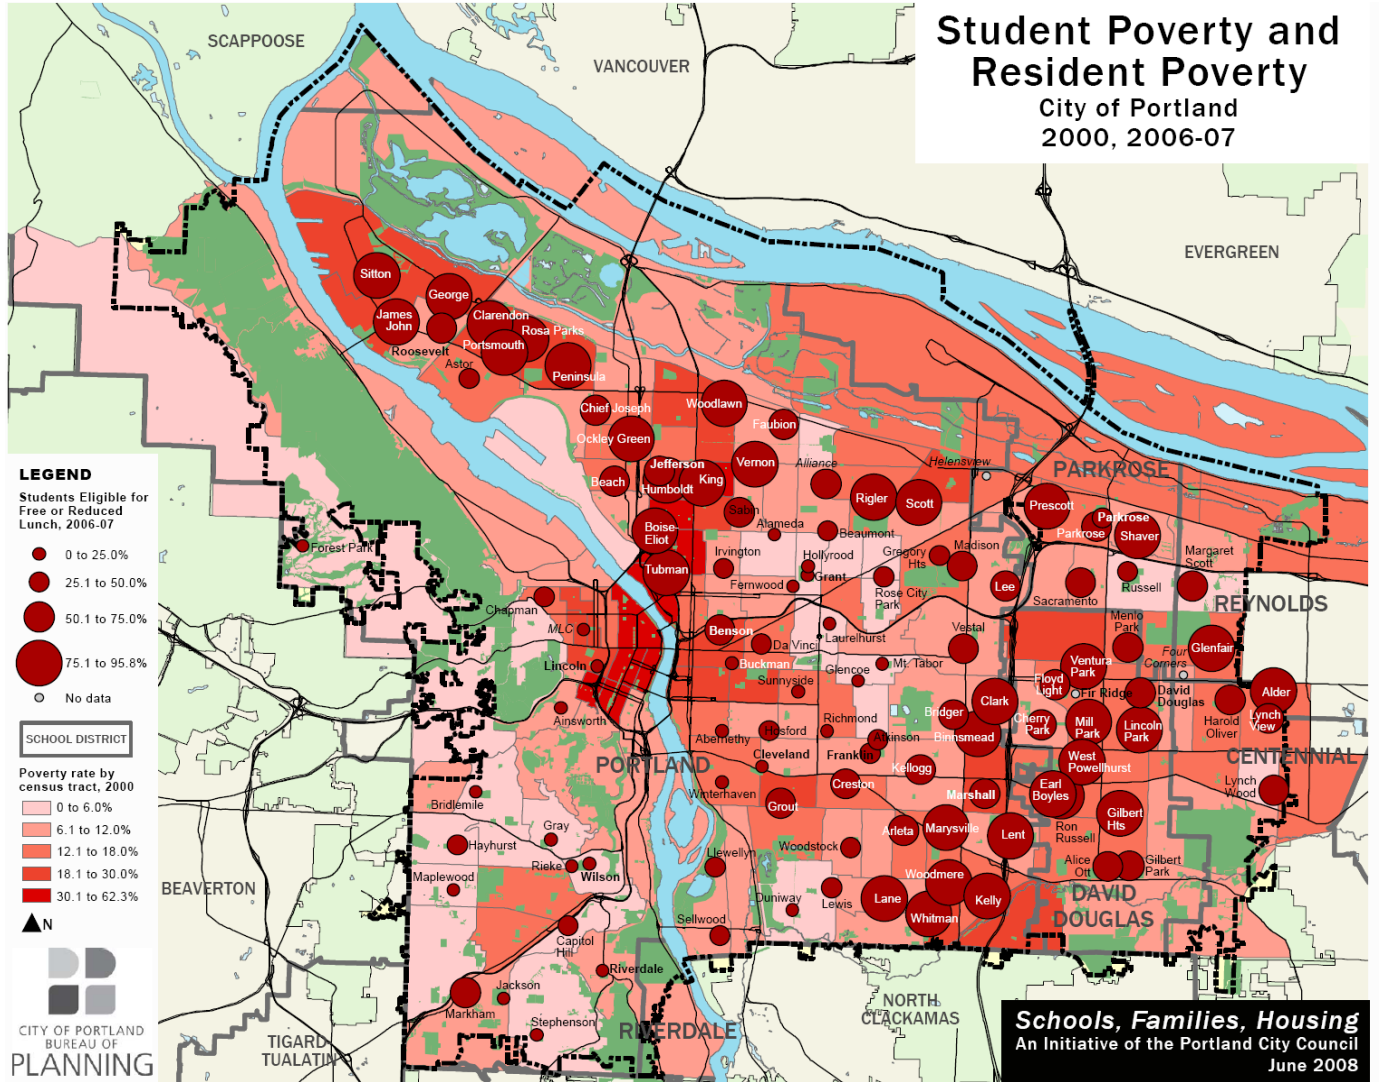 Student Poverty and
Resident Poverty
City of Portland
2000, 2006-07
SCAPPOOSE
VANCOUVER
EVERGREEN
Sitton
George
James
John
Clarendon
Rosa Parks
Portsmouth
Roosevelt
Astor
Peninsula
Chief Joseph
Woodlawn
Faubion
Ockley Green
Jefferson
Vernon
Alliance
Helensview
PARKROSE
Beach
Humboldt
King
Rigler
Scott
Prescott
Sabin
Parkrose
Parkrose
Shaver
Boise-
Eliot
Alameda
Beaumont
Forest Park
Irvington
Hollyrood
Gregory
Hts
Madison
Margaret
Scott
Tubman
Fernwood
Grant
Rose City
Park
Lee
Sacramento
Russell
REYNOLDS
Chapman
MLC
Benson
Da Vinci
Laurelhurst
Vestal
Menlo
Park
Glenfair
Four
Corners
Lincoln
Buckman
Glencoe
Mt. Tabor
Sunnyside
Ventura
Park
Floyd
Light
Fir Ridge
David
Douglas
Alder
Ainsworth
Clark
Bridger
Binnsmead
Cherry
Park
Mill
Park
Lincoln
Park
Harold
Oliver
Lynch
View
Abernethy
Hosford
Richmond
Atkinson
Franklin
Cleveland
PORTLAND
Kellogg
West
Powellhurst
CENTENNIAL
Bridlemile
Winterhaven
Creston
Marshall
Earl
Boyles
Lynch
Wood
Grout
Gilbert
Hts
Gray
Hayhurst
Arleta
Marysville
Lent
Ron
Russell
Rieke
Wilson
Woodstock
Llewellyn
Maplewood
Woodmere
Alice
Ott
Gilbert
Park
BEAVERTON
Duniway
Lewis
Lane
Kelly
Whitman
DAVID
DOUGLAS
Sellwood
Capitol
Hill
Riverdale
Markham
Jackson
Stephenson
RIVERDALE
NORTH
CLACKAMAS
TIGARD
TUALATIN
LEGEND
Students Eligible for
Free or Reduced
Lunch, 2006-07
0 to 25.0%
25.1 to 50.0%
50.1 to 75.0%
75.1 to 95.8%
No data
SCHOOL DISTRICT
Poverty rate by
census tract, 2000
0 to 6.0%
6.1 to 12.0%
12.1 to 18.0%
18.1 to 30.0%
30.1 to 62.3%
N
CITY OF PORTLAND
BUREAU OF
PLANNING
Schools, Families, Housing
An Initiative of the Portland City Council
June 2008